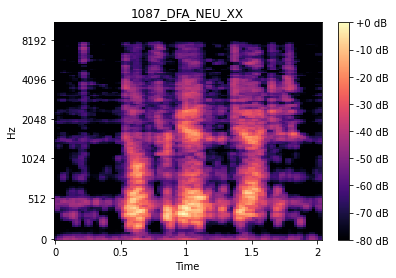 1087_DFA_NEU_XX
8192
4096
2048
1024
512
0
Hz
0
0.5
1
1.5
2
Time
+0 dB
-10 dB
-20 dB
-30 dB
-40 dB
-50 dB
-60 dB
-70 dB
-80 dB